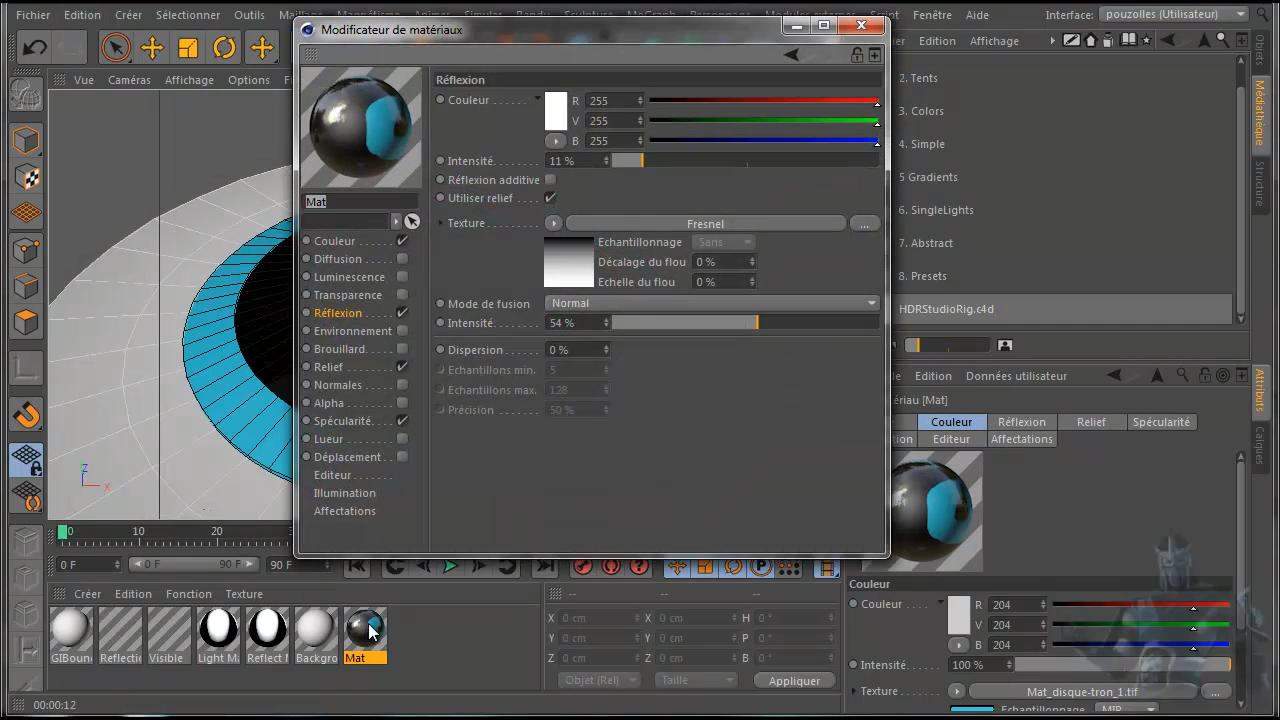 Edition Créer Sélectionner Outils Maillage Script Fenêtre Aide Interface: pouzolles (Utilisateur)
Modificateur de matériaux
Edition Affichage
Vue Caméras Affichage Options
Réflexion
2. Tents
Couleur R 255
3. Colors
V 255
B 255
4. Simple
Intensité 11 %
Réflexion additive
5 Gradients
Utiliser relief
Mat
6. SingleLights
Texture Fresnel ...
Couleur
Echantillonnage Sans
7. Abstract
Diffusion
Décalage du flou 0 %
Luminescence
Echelle du flou 0 %
8. Presets
Transparence
Mode de fusion Normal
HDRStudioRig.c4d
Réflexion
Intensité 54 %
Environnement
Brouillard
Dispersion 0 %
Relief
Echantillons min. 5
Normales
Echantillons max. 128
Alpha
Précision 50 %
Spécularité
Lueur
Déplacement
Editeur
Illumination
Affectations
Objets
Médiathèque
Structure
Edition Données utilisateur
[Mat]
Couleur Réflexion Relief Spécularité
Editeur Affectations
Attributs
Calques
Z
X
0 10 20
0 F 0 F 90 F 90 F
Créer Edition Fonction Texture
-- -- --
X 0 cm X 0 cm H 0 °
Y 0 cm Y 0 cm P 0 °
Z 0 cm Z 0 cm B 0 °
GIBoun Reflectio Visible Light M Reflect M Backgro Mat
Objet (Rel) Taille Appliquer
Couleur
Couleur R 204
V 204
B 204
Intensité 100 %
Texture Mat_disque-tron_1.tif ...
Echantillonnage MIP
00:00:12